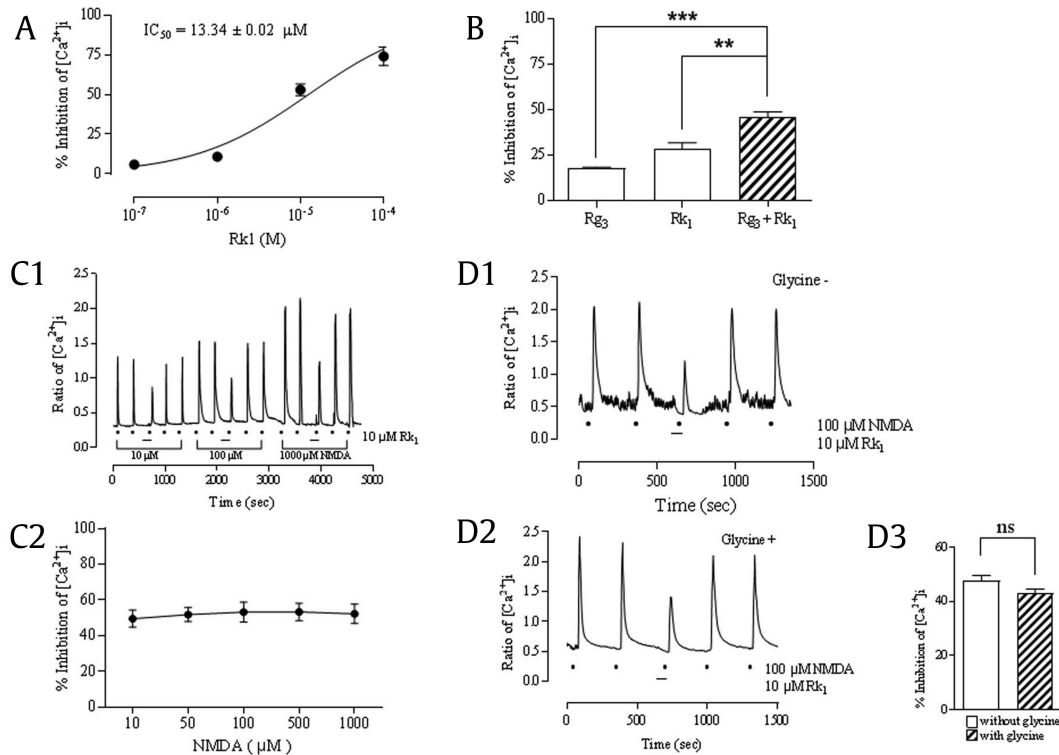 A
IC50 = 13.34 ± 0.02 μM
% Inhibition of [Ca2+]i
100
75
50
25
0
10-7
10-6
10-5
10-4
Rk1 (M)
B
% Inhibition of [Ca2+]i
100
75
50
25
0
***
**
Rg3
Rk1
Rg3 + Rk1
C1
Ratio of [Ca2+]i
2.5
2.0
1.5
1.0
0.5
0.0
10 μM Rk1
10 μM
100 μM
1000 μM NMDA
0
1000
2000
3000
4000
5000
Time (sec)
D1
Glycine -
Ratio of [Ca2+]i
2.5
2.0
1.5
1.0
0.5
0.0
100 μM NMDA
10 μM Rk1
0
500
1000
1500
Time (sec)
C2
% Inhibition of [Ca2+]i
100
80
60
40
20
0
10
50
100
500
1000
NMDA ( μM )
D2
Glycine +
Ratio of [Ca2+]i
2.5
2.0
1.5
1.0
0.5
0.0
100 μM NMDA
10 μM Rk1
0
500
1000
1500
Time (sec)
D3
ns
% Inhibition of [Ca2+]i
60
40
20
0
without glycine
with glycine